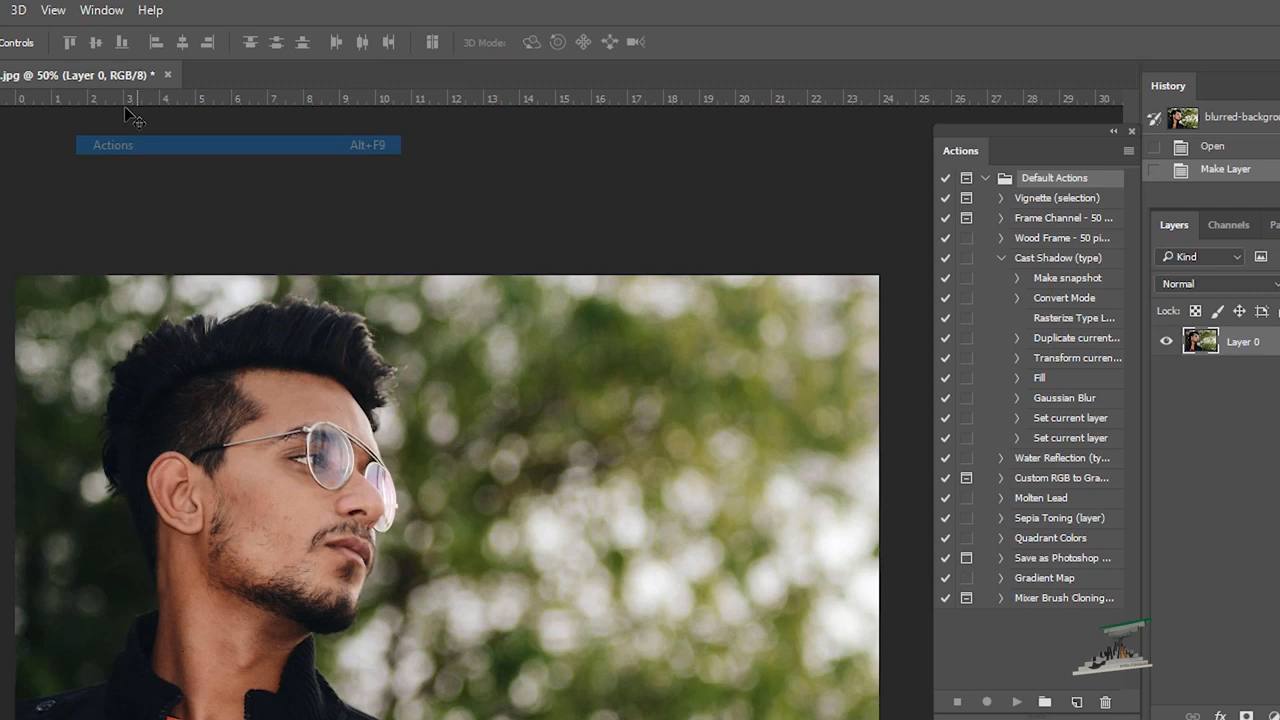 3D View Window Help
Controls
3D Mode:
.jpg @ 50% (Layer 0, RGB/8) *
0 1 2 3 4 5 6 7 8 9 10 11 12 13 14 15 16 17 18 19 20 21 22 23 24 25 26 27 28 29 30
Actions Alt+F9
Actions
Default Actions
Vignette (selection)
Frame Channel - 50 ...
Wood Frame - 50 pi...
Cast Shadow (type)
Make snapshot
Convert Mode
Rasterize Type L...
Duplicate current...
Transform curren...
Fill
Gaussian Blur
Set current layer
Set current layer
Water Reflection (ty...
Custom RGB to Gra...
Molten Lead
Sepia Toning (layer)
Quadrant Colors
Save as Photoshop ...
Gradient Map
Mixer Brush Cloning...
History
blurred-backgrou
Open
Make Layer
Layers Channels Pa
Kind
Normal
Lock:
Layer 0
fx